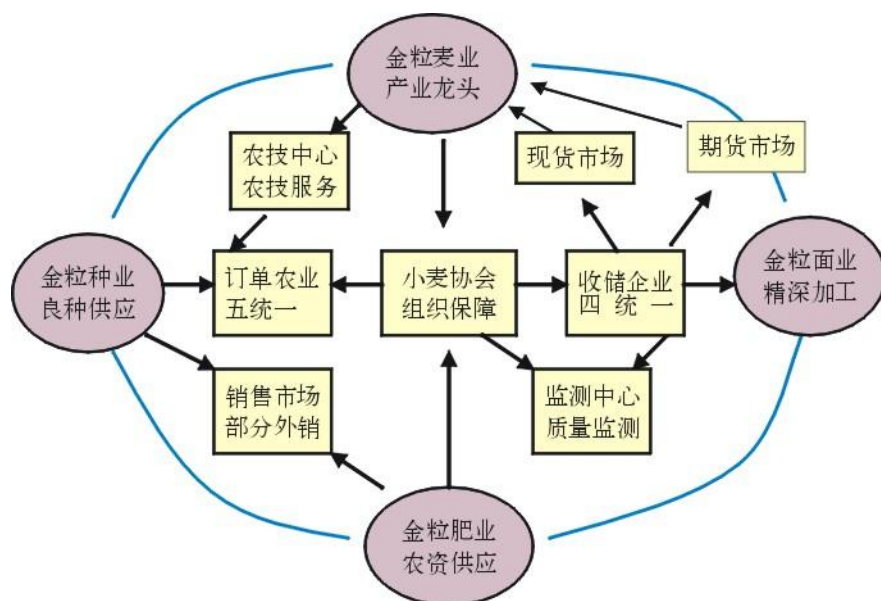 金粒麦业
产业龙头
农技中心
农技服务
现货市场
期货市场
金粒种业
良种供应
订单农业
五统一
小麦协会
组织保障
收储企业
四 统 一
金粒面业
精深加工
销售市场
部分外销
监测中心
质量监测
金粒肥业
农资供应